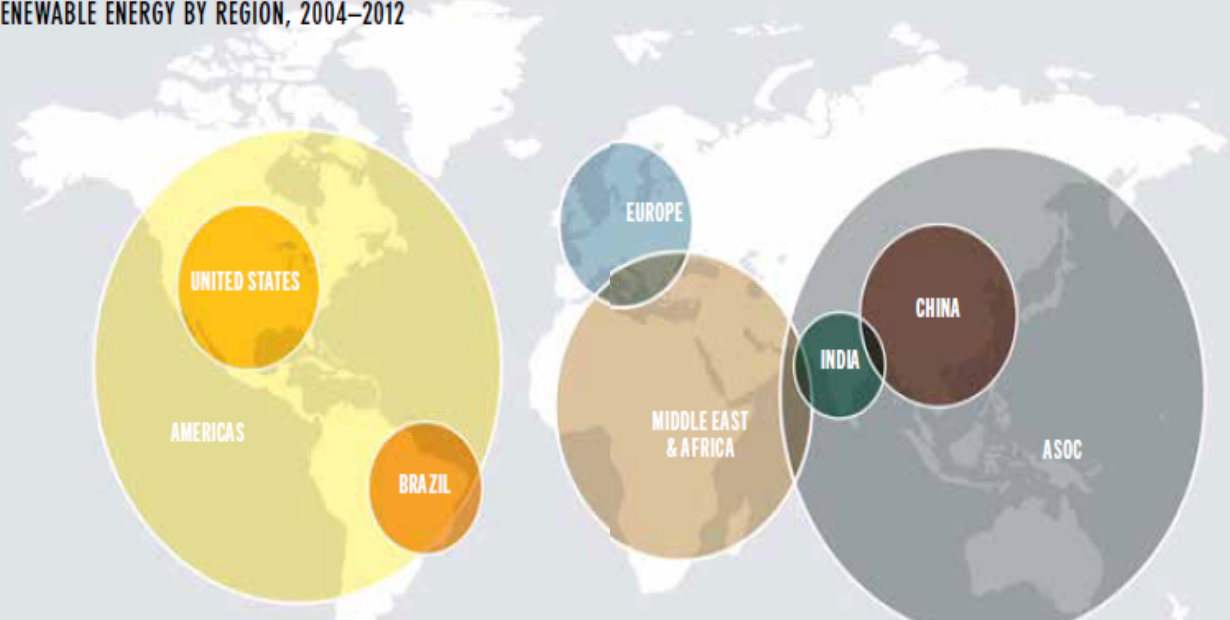 ENEWABLE ENERGY BY REGION, 2004–2012
EUROPE
UNITED STATES
CHINA
INDIA
AMERICAS
MIDDLE EAST
& AFRICA
ASOC
BRAZIL